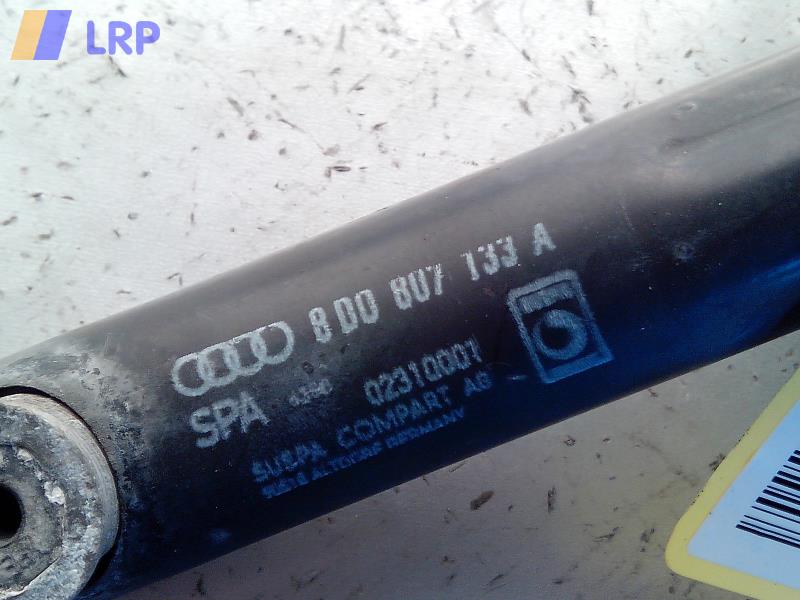 LRP
8D0 807 133 A
SPA 02310001
SUSPA COMPART AG
ALTDORF GERMANY